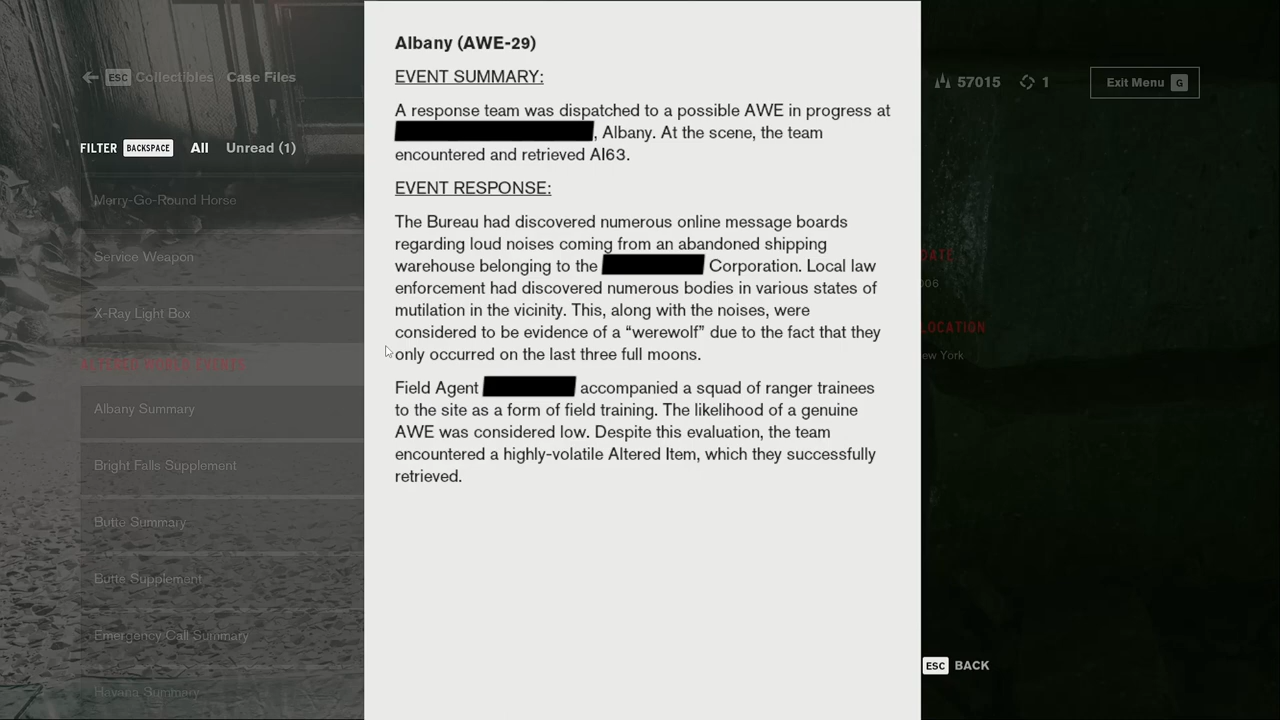 Albany (AWE-29)
EVENT SUMMARY:
A response team was dispatched to a possible AWE in progress at
, Albany. At the scene, the team
encountered and retrieved AI63.
EVENT RESPONSE:
The Bureau had discovered numerous online message boards
regarding loud noises coming from an abandoned shipping
warehouse belonging to the Corporation. Local law
enforcement had discovered numerous bodies in various states of
mutilation in the vicinity. This, along with the noises, were
considered to be evidence of a “werewolf” due to the fact that they
only occurred on the last three full moons.
Field Agent accompanied a squad of ranger trainees
to the site as a form of field training. The likelihood of a genuine
AWE was considered low. Despite this evaluation, the team
encountered a highly-volatile Altered Item, which they successfully
retrieved.
ESC Collectibles Case Files
FILTER BACKSPACE All Unread (1)
Merry-Go-Round Horse
Service Weapon
X-Ray Light Box
ALTERED WORLD EVENTS
Albany Summary
Bright Falls Supplement
Butte Summary
Butte Supplement
Emergency Call Summary
Havana Summary
57015 1 Exit Menu G
LOCATION
ESC BACK